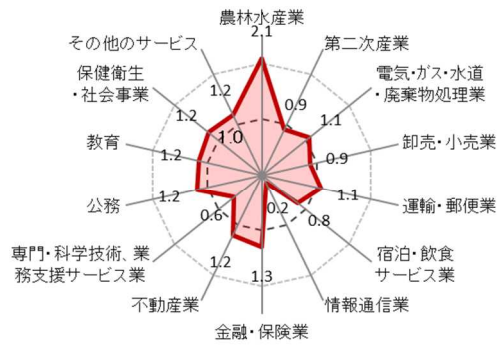 農林水産業
2.1
第二次産業
0.9
電気・ガス・水道
・廃棄物処理業
1.1
卸売・小売業
0.9
運輸・郵便業
1.1
宿泊・飲食
サービス業
0.8
情報通信業
0.2
金融・保険業
1.3
不動産業
1.2
専門・科学技術、業
務支援サービス業
0.6
公務
1.2
教育
1.2
保健衛生
・社会事業
1.2
その他のサービス
1.2
1.0